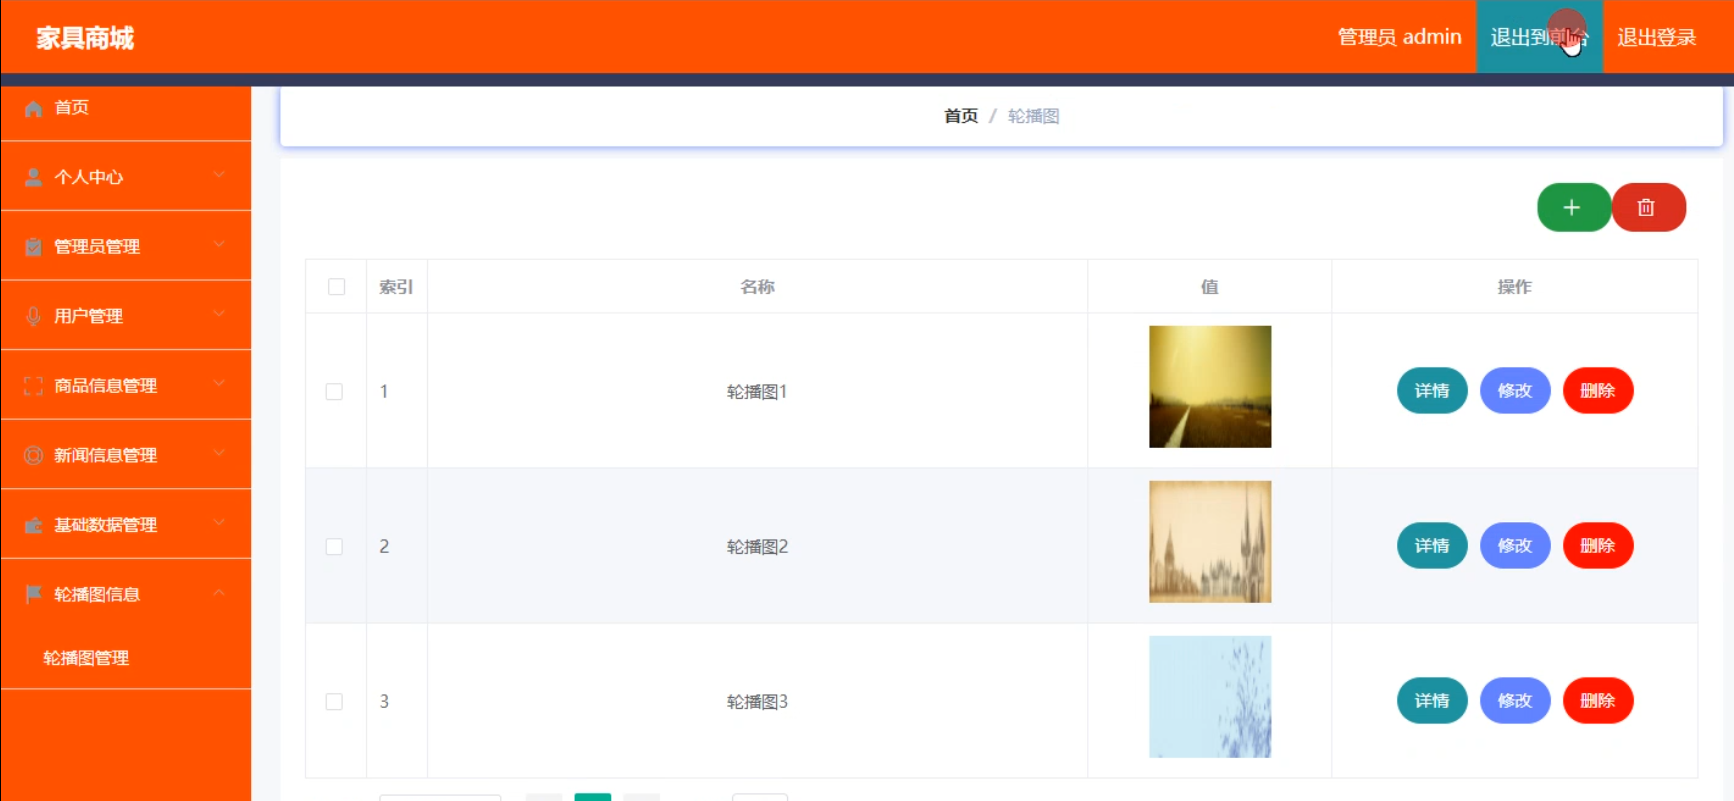 家具商城
管理员 admin
退出到前台
退出登录
首页
个人中心
管理员管理
用户管理
商品信息管理
新闻信息管理
基础数据管理
轮播图信息
轮播图管理
首页 / 轮播图
索引 名称 值 操作
1 轮播图1 详情 修改 删除
2 轮播图2 详情 修改 删除
3 轮播图3 详情 修改 删除